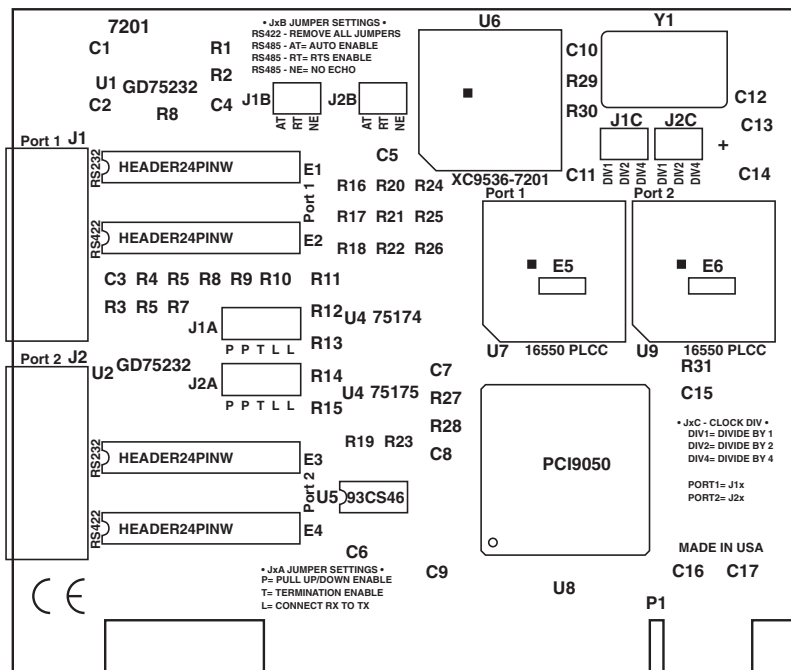 7201
• JxB JUMPER SETTINGS •
RS422 - REMOVE ALL JUMPERS
RS485 - AT= AUTO ENABLE
RS485 - RT= RTS ENABLE
RS485 - NE= NO ECHO
U6
Y1
C1
R1
C10
R2
U1
GD75232
R29
C2
R8
C4
J1B
J2B
R30
C12
AT
RT
NE
AT
RT
NE
J1C
J2C
C13
+
DIV1
DIV2
DIV4
DIV1
DIV2
DIV4
Port 1
J1
C5
C11
C14
RS232
HEADER24PINW
E1
XC9536-7201
Port 1
R16 R20 R24
Port 1
Port 2
R17 R21 R25
RS422
HEADER24PINW
E2
R18 R22 R26
E5
E6
C3 R4 R5 R8 R9 R10
R11
R3 R5 R7
R12
J1A
U4 75174
P P T L L
R13
U7
16550 PLCC
U9
16550 PLCC
Port 2
J2
U2
GD75232
R31
J2A
R14
C7
U4 75175
C15
P P T L L
R15
R27
R28
• JxC - CLOCK DIV •
DIV1= DIVIDE BY 1
DIV2= DIVIDE BY 2
DIV4= DIVIDE BY 4
R19 R23
C8
RS232
HEADER24PINW
E3
PCI9050
Port 2
U5
93CS46
PORT1= J1x
PORT2= J2x
RS422
HEADER24PINW
E4
C6
MADE IN USA
• JxA JUMPER SETTINGS •
P= PULL UP/DOWN ENABLE
T= TERMINATION ENABLE
L= CONNECT RX TO TX
C9
C16
C17
U8
CE
P1